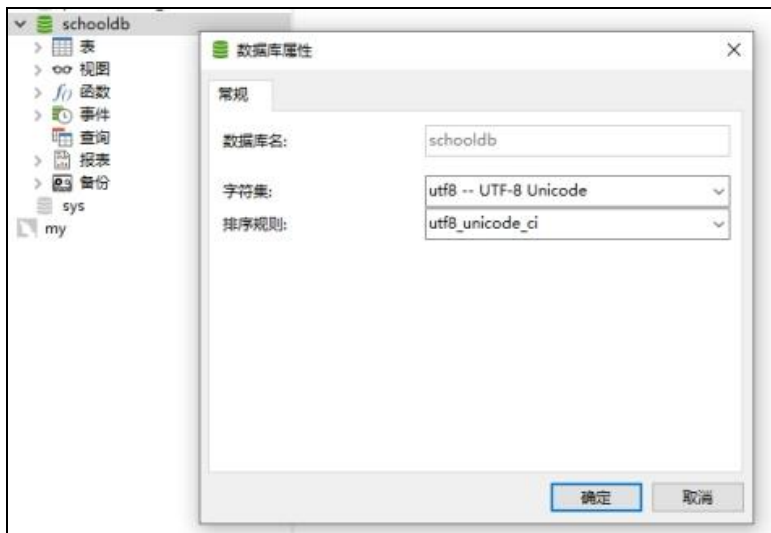 schooldb
表
视图
f() 函数
事件
查询
报表
备份
sys
my
数据库属性
常规
数据库名: schooldb
字符集: utf8 -- UTF-8 Unicode
排序规则: utf8_unicode_ci
确定 取消